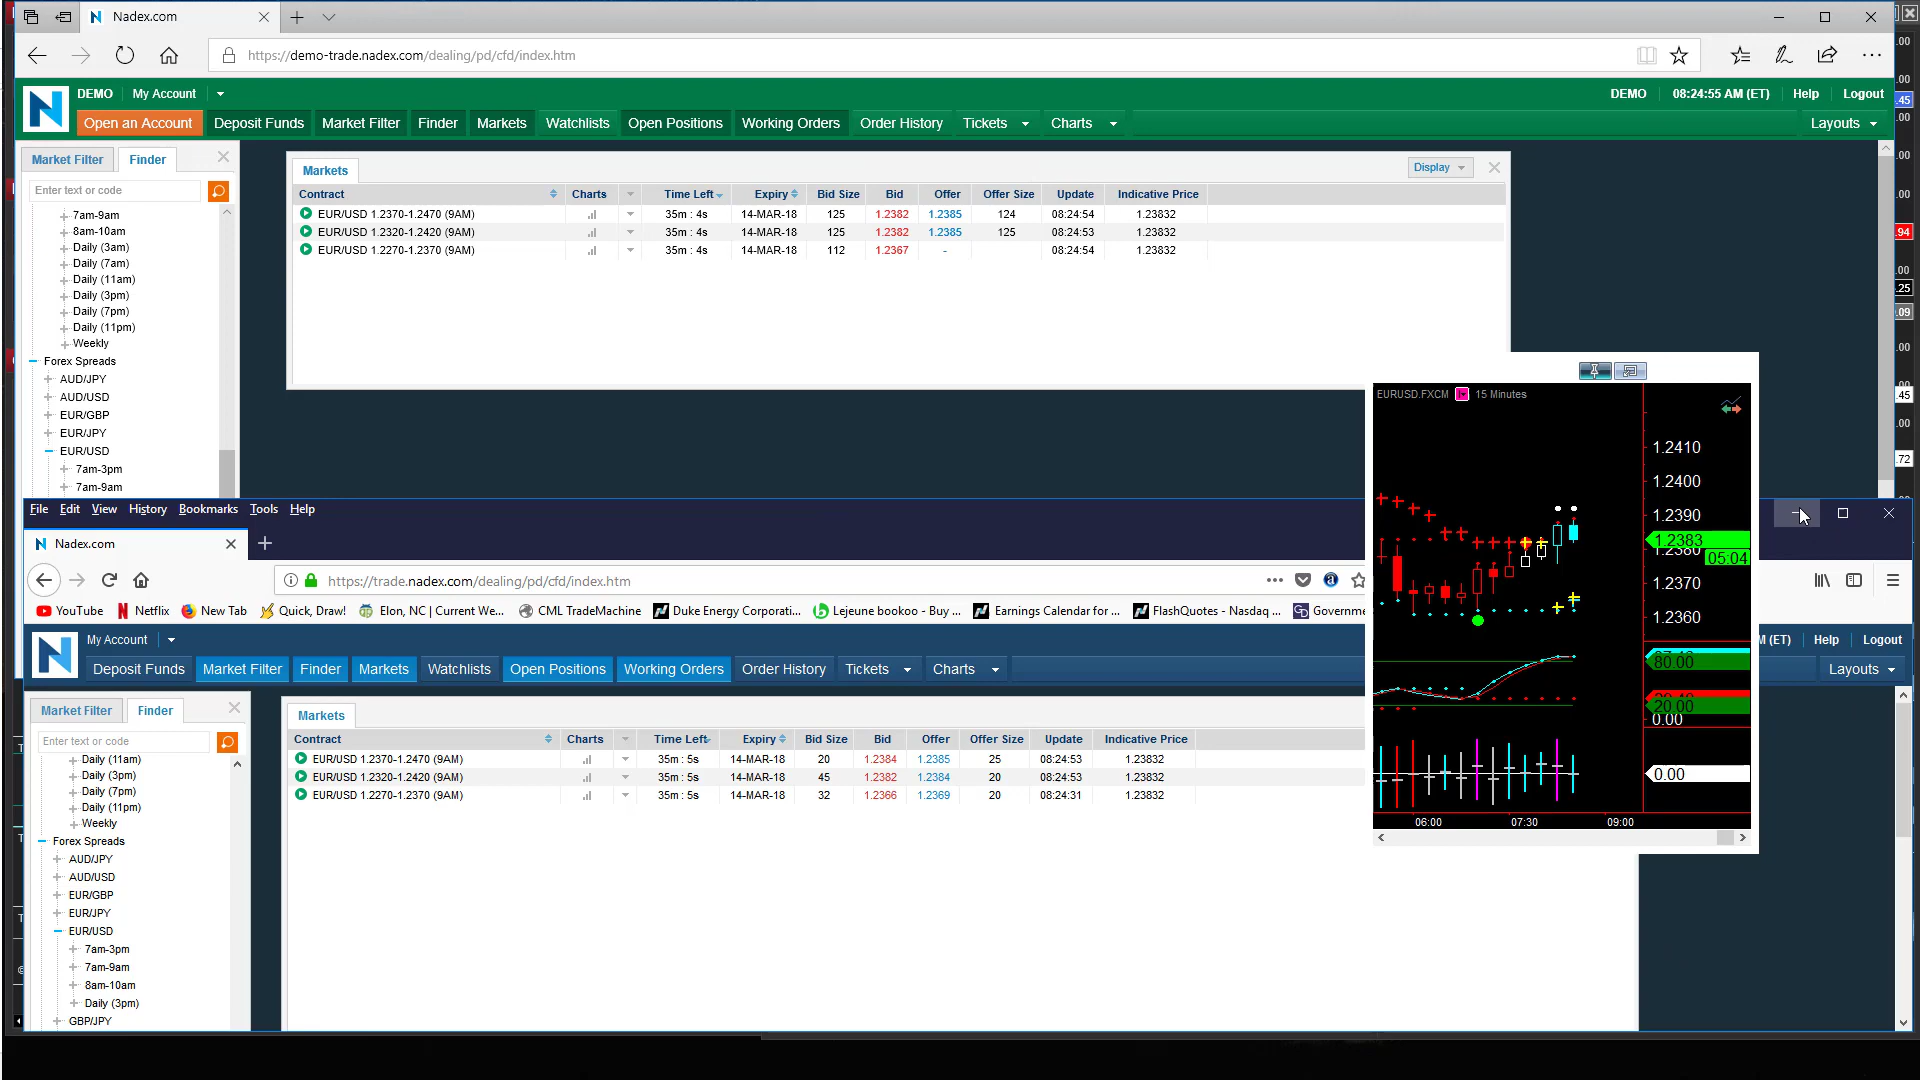 Nadex.com
https://demo-trade.nadex.com/dealing/pd/cfd/index.htm
DEMO My Account DEMO 08:24:55 AM (ET) Help Logout
Open an Account Deposit Funds Market Filter Finder Markets Watchlists Open Positions Working Orders Order History Tickets Charts Layouts
Market Filter Finder
Enter text or code
7am-9am
8am-10am
Daily (3am)
Daily (7am)
Daily (11am)
Daily (3pm)
Daily (7pm)
Daily (11pm)
Weekly
Forex Spreads
AUD/JPY
AUD/USD
EUR/GBP
EUR/JPY
EUR/USD
7am-3pm
7am-9am
Markets Display
Contract Charts Time Left Expiry Bid Size Bid Offer Offer Size Update Indicative Price
EUR/USD 1.2370-1.2470 (9AM) 35m : 4s 14-MAR-18 125 1.2382 1.2385 124 08:24:54 1.23832
EUR/USD 1.2320-1.2420 (9AM) 35m : 4s 14-MAR-18 125 1.2382 1.2385 125 08:24:53 1.23832
EUR/USD 1.2270-1.2370 (9AM) 35m : 4s 14-MAR-18 112 1.2367 - 08:24:54 1.23832
EURUSD.FXCM 15 Minutes
1.2410
1.2400
1.2390
1.2383
05:04
1.2370
1.2360
80.00
20.00
0.00
0.00
06:00 07:30 09:00
File Edit View History Bookmarks Tools Help
Nadex.com
https://trade.nadex.com/dealing/pd/cfd/index.htm
YouTube Netflix New Tab Quick, Draw! Elon, NC | Current We... CML TradeMachine Duke Energy Corporati... Lejeune bookoo - Buy ... Earnings Calendar for ... FlashQuotes - Nasdaq ... Governme
My Account M (ET) Help Logout
Deposit Funds Market Filter Finder Markets Watchlists Open Positions Working Orders Order History Tickets Charts Layouts
Market Filter Finder
Enter text or code
Daily (11am)
Daily (3pm)
Daily (7pm)
Daily (11pm)
Weekly
Forex Spreads
AUD/JPY
AUD/USD
EUR/GBP
EUR/JPY
EUR/USD
7am-3pm
7am-9am
8am-10am
Daily (3pm)
GBP/JPY
Markets
Contract Charts Time Left Expiry Bid Size Bid Offer Offer Size Update Indicative Price
EUR/USD 1.2370-1.2470 (9AM) 35m : 5s 14-MAR-18 20 1.2384 1.2385 25 08:24:53 1.23832
EUR/USD 1.2320-1.2420 (9AM) 35m : 5s 14-MAR-18 45 1.2382 1.2384 20 08:24:53 1.23832
EUR/USD 1.2270-1.2370 (9AM) 35m : 5s 14-MAR-18 32 1.2366 1.2369 20 08:24:31 1.23832
.00
.00
.45
.00
.00
.94
.00
.25
.09
.00
.45
.00
.72